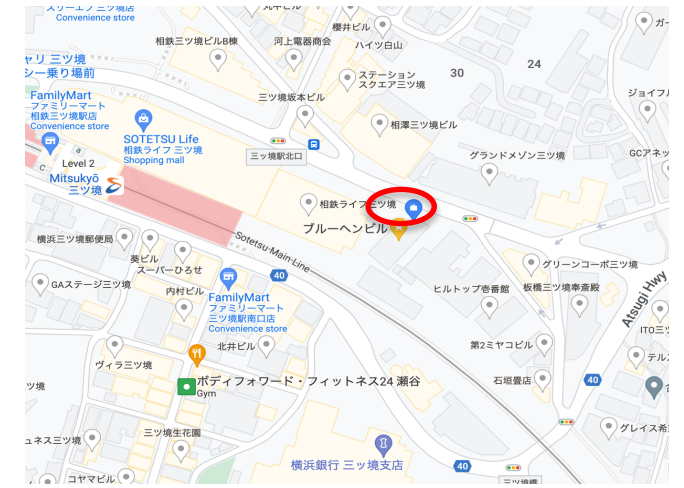 スリーエフ 三ツ境店
Convenience store
櫻井ビル
相鉄三ツ境ビルB棟
河上電器商会
ハイツ白山
ャリ 三ツ境
シー乗り場前
ステーション
スクエア三ツ境
30
24
FamilyMart
ファミリーマート
相鉄三ツ境駅店
Convenience store
三ツ境坂本ビル
ジョイフ
SOTETSU Life
相鉄ライフ 三ツ境
Shopping mall
相澤三ツ境ビル
三ッ境駅北口
グランドメゾン三ツ境
GCアネッ
a
c
Level 2
Mitsukyō
三ツ境
相鉄ライフ三ツ境
ブルーヘンビル
横浜三ツ境郵便局
葵ビル
スーパーひろせ
Sotetsu Main Line
40
GAステージ三ツ境
内村ビル
FamilyMart
ファミリーマート
三ツ境駅南口店
Convenience store
ヒルトップ壱番館
グリーンコーポ三ツ境
板橋三ツ境奉斎殿
Atsugi Hwy
ITO三ツ
北井ビル
第2ミヤコビル
ヴィラ三ツ境
石垣畳店
40
テル
ツ境
ボディフォワード・フィットネス24 瀬谷
Gym
ュネス三ツ境
三ツ境生花園
グレイス希
横浜銀行 三ッ境支店
40
コヤマビル
三ツ境橋